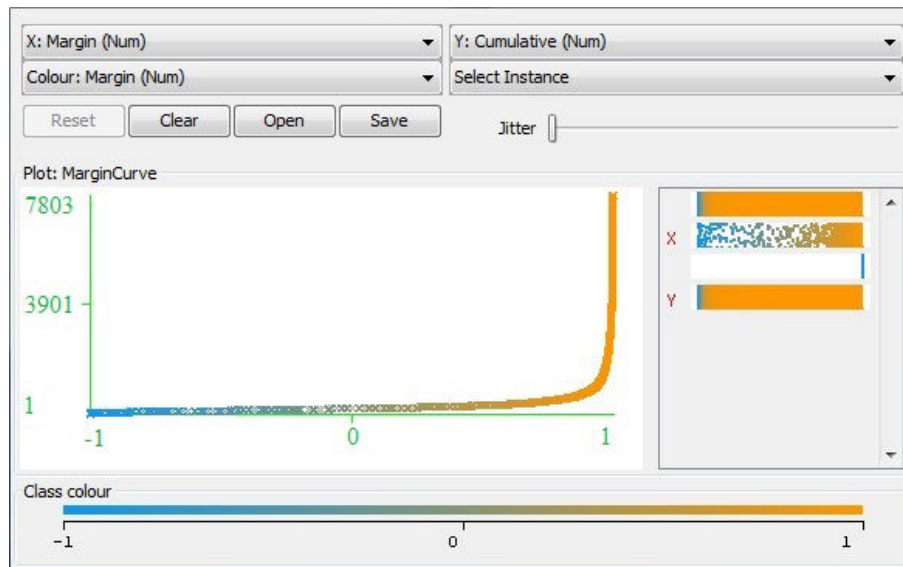 X: Margin (Num) Y: Cumulative (Num)
Colour: Margin (Num) Select Instance
Reset Clear Open Save Jitter
Plot: MarginCurve
7803
3901
1
-1 0 1
X
Y
Class colour
-1 0 1